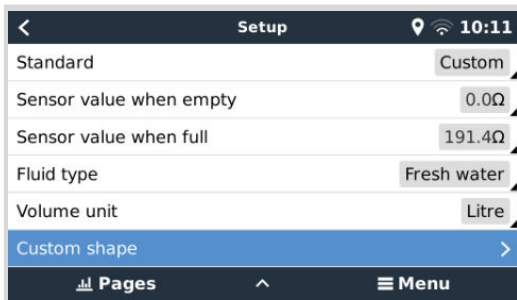 Setup 10:11
Standard Custom
Sensor value when empty 0.0Ω
Sensor value when full 191.4Ω
Fluid type Fresh water
Volume unit Litre
Custom shape
Pages Menu